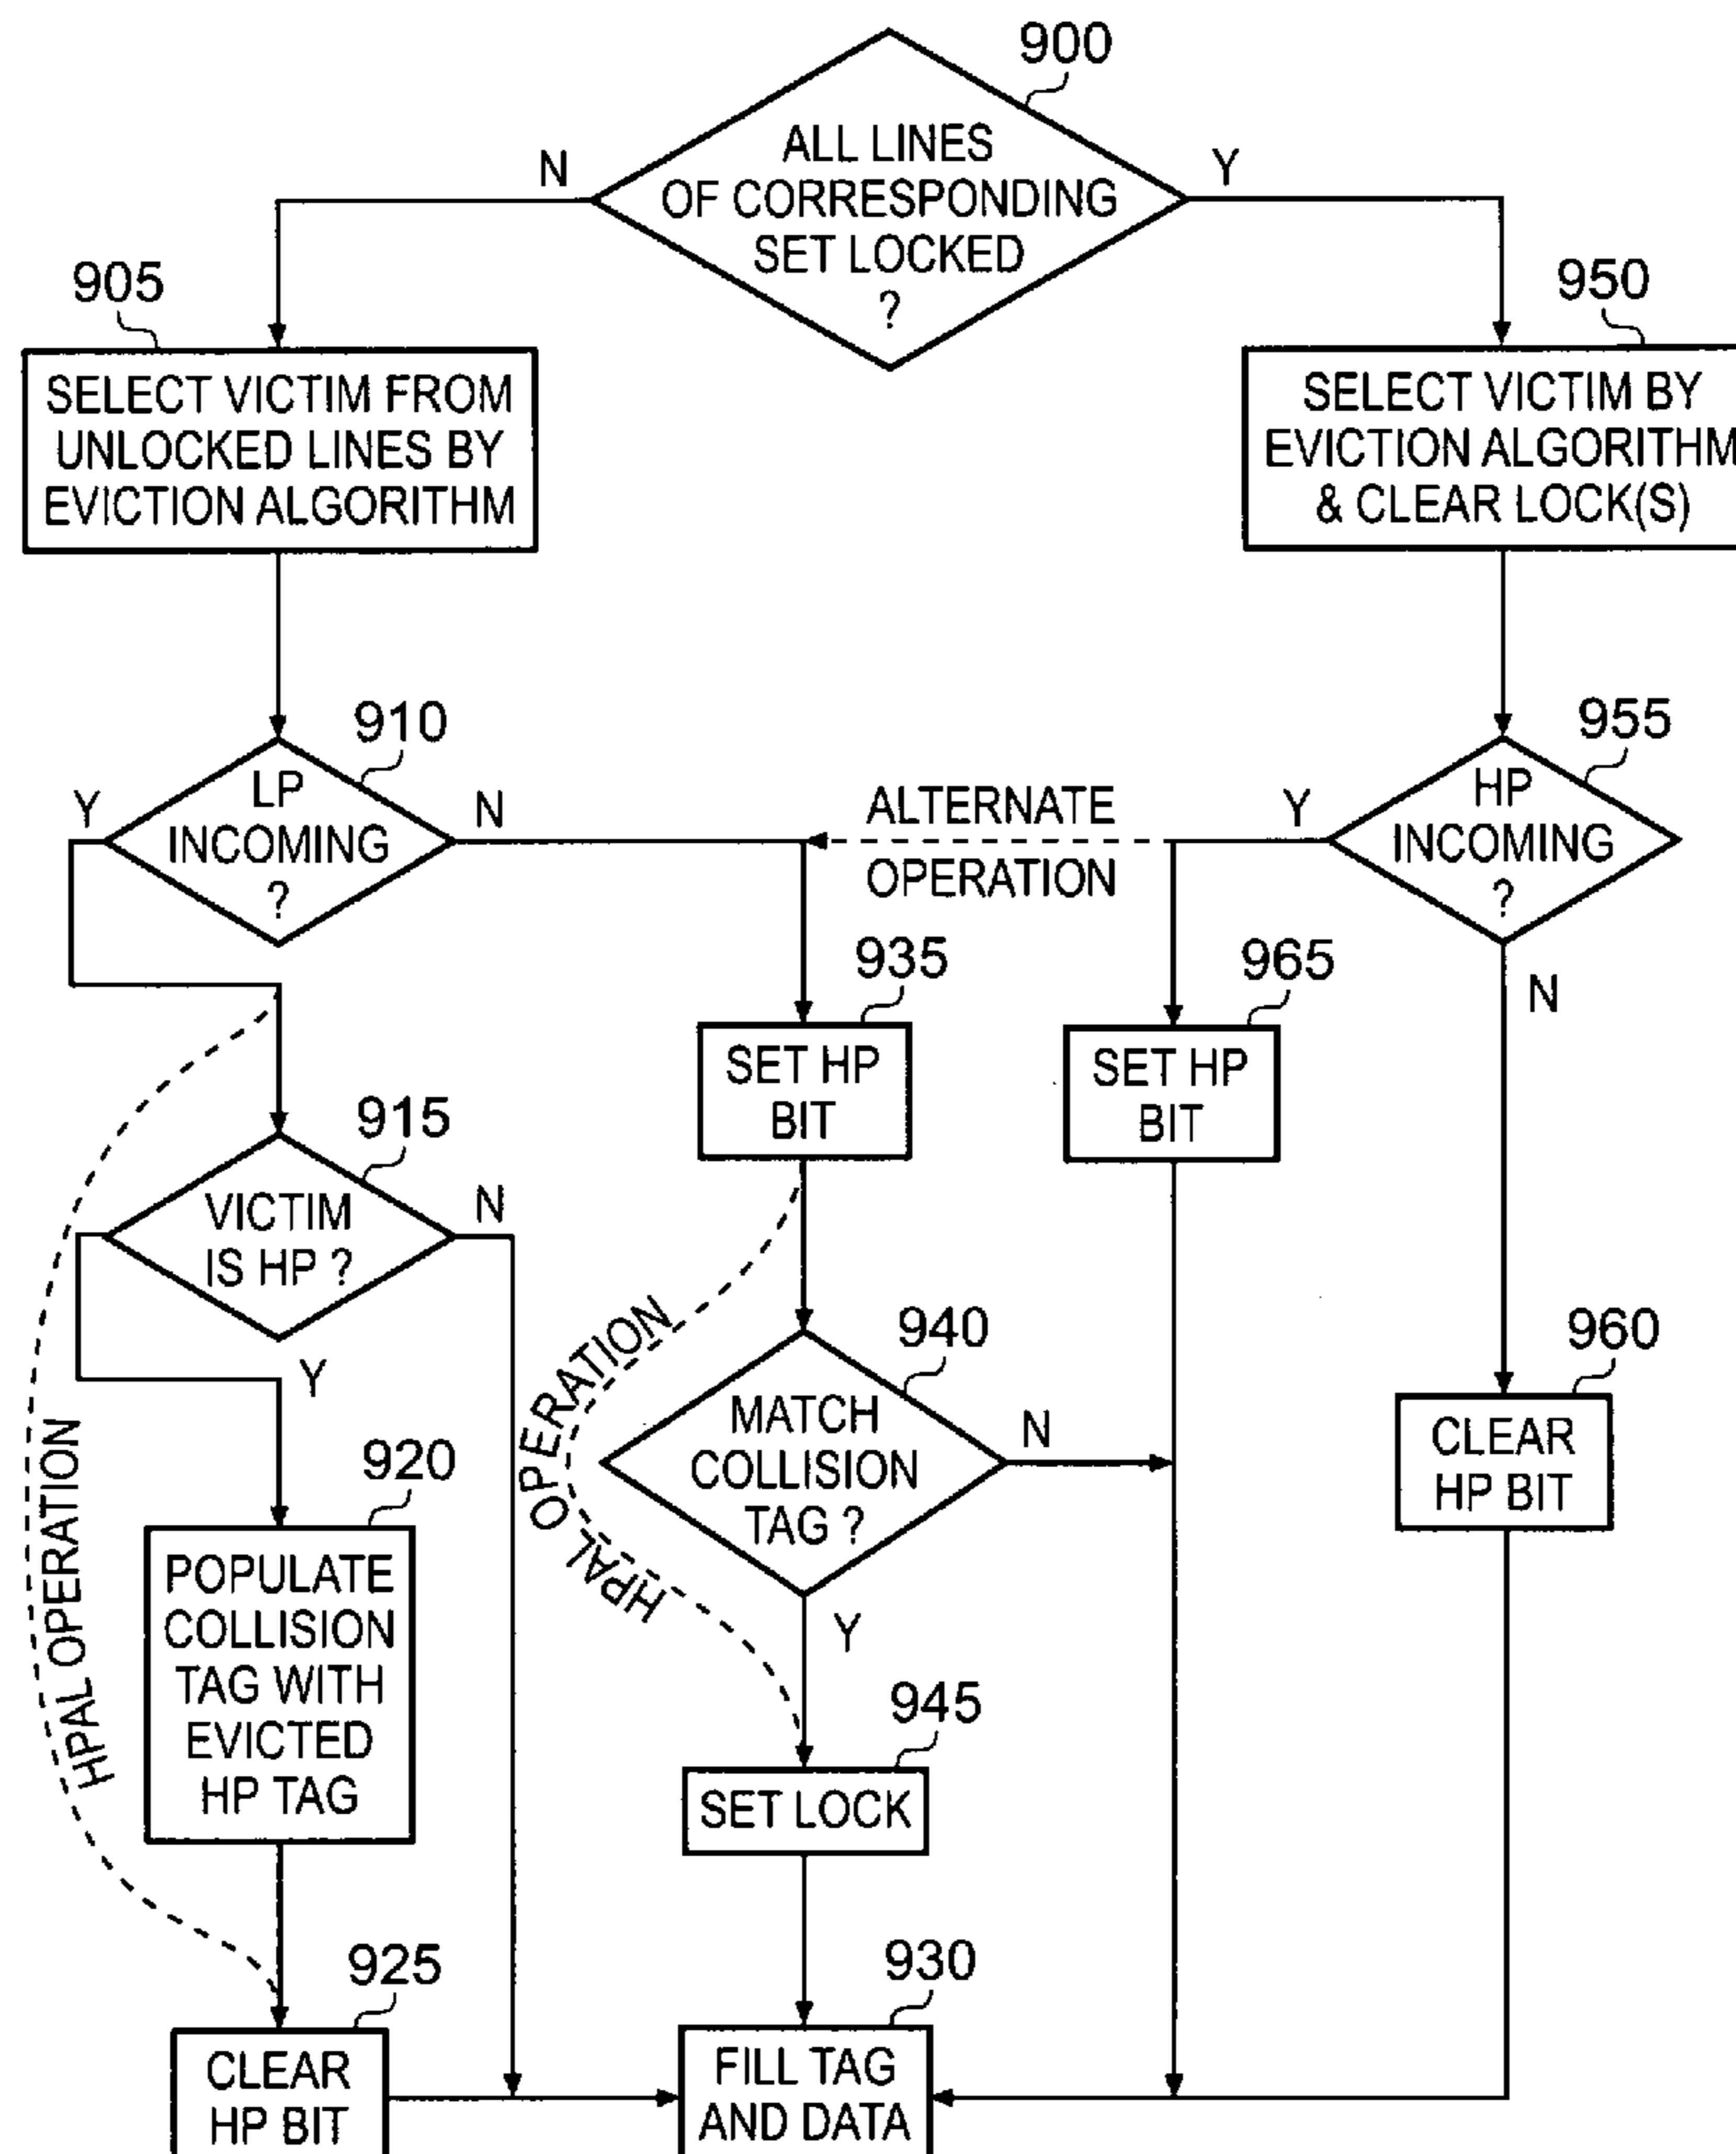 900
ALL LINES
OF CORRESPONDING
SET LOCKED
?
N
Y
905
SELECT VICTIM FROM
UNLOCKED LINES BY
EVICTION ALGORITHM
950
SELECT VICTIM BY
EVICTION ALGORITHM
& CLEAR LOCK(S)
910
LP
INCOMING
?
Y
N
ALTERNATE
OPERATION
955
HP
INCOMING
?
Y
N
935
SET HP
BIT
965
SET HP
BIT
915
VICTIM
IS HP ?
N
Y
HPAL OPERATION
HPAL OPERATION
940
MATCH
COLLISION
TAG ?
N
Y
960
CLEAR
HP BIT
920
POPULATE
COLLISION
TAG WITH
EVICTED
HP TAG
945
SET LOCK
925
CLEAR
HP BIT
930
FILL TAG
AND DATA